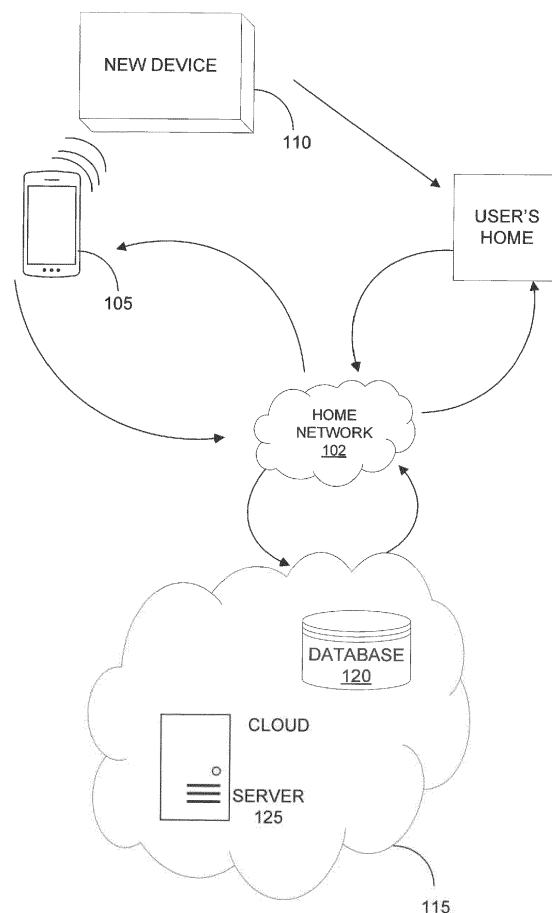 NEW DEVICE
110
USER'S
HOME
105
HOME
NETWORK
102
DATABASE
120
CLOUD
SERVER
125
115